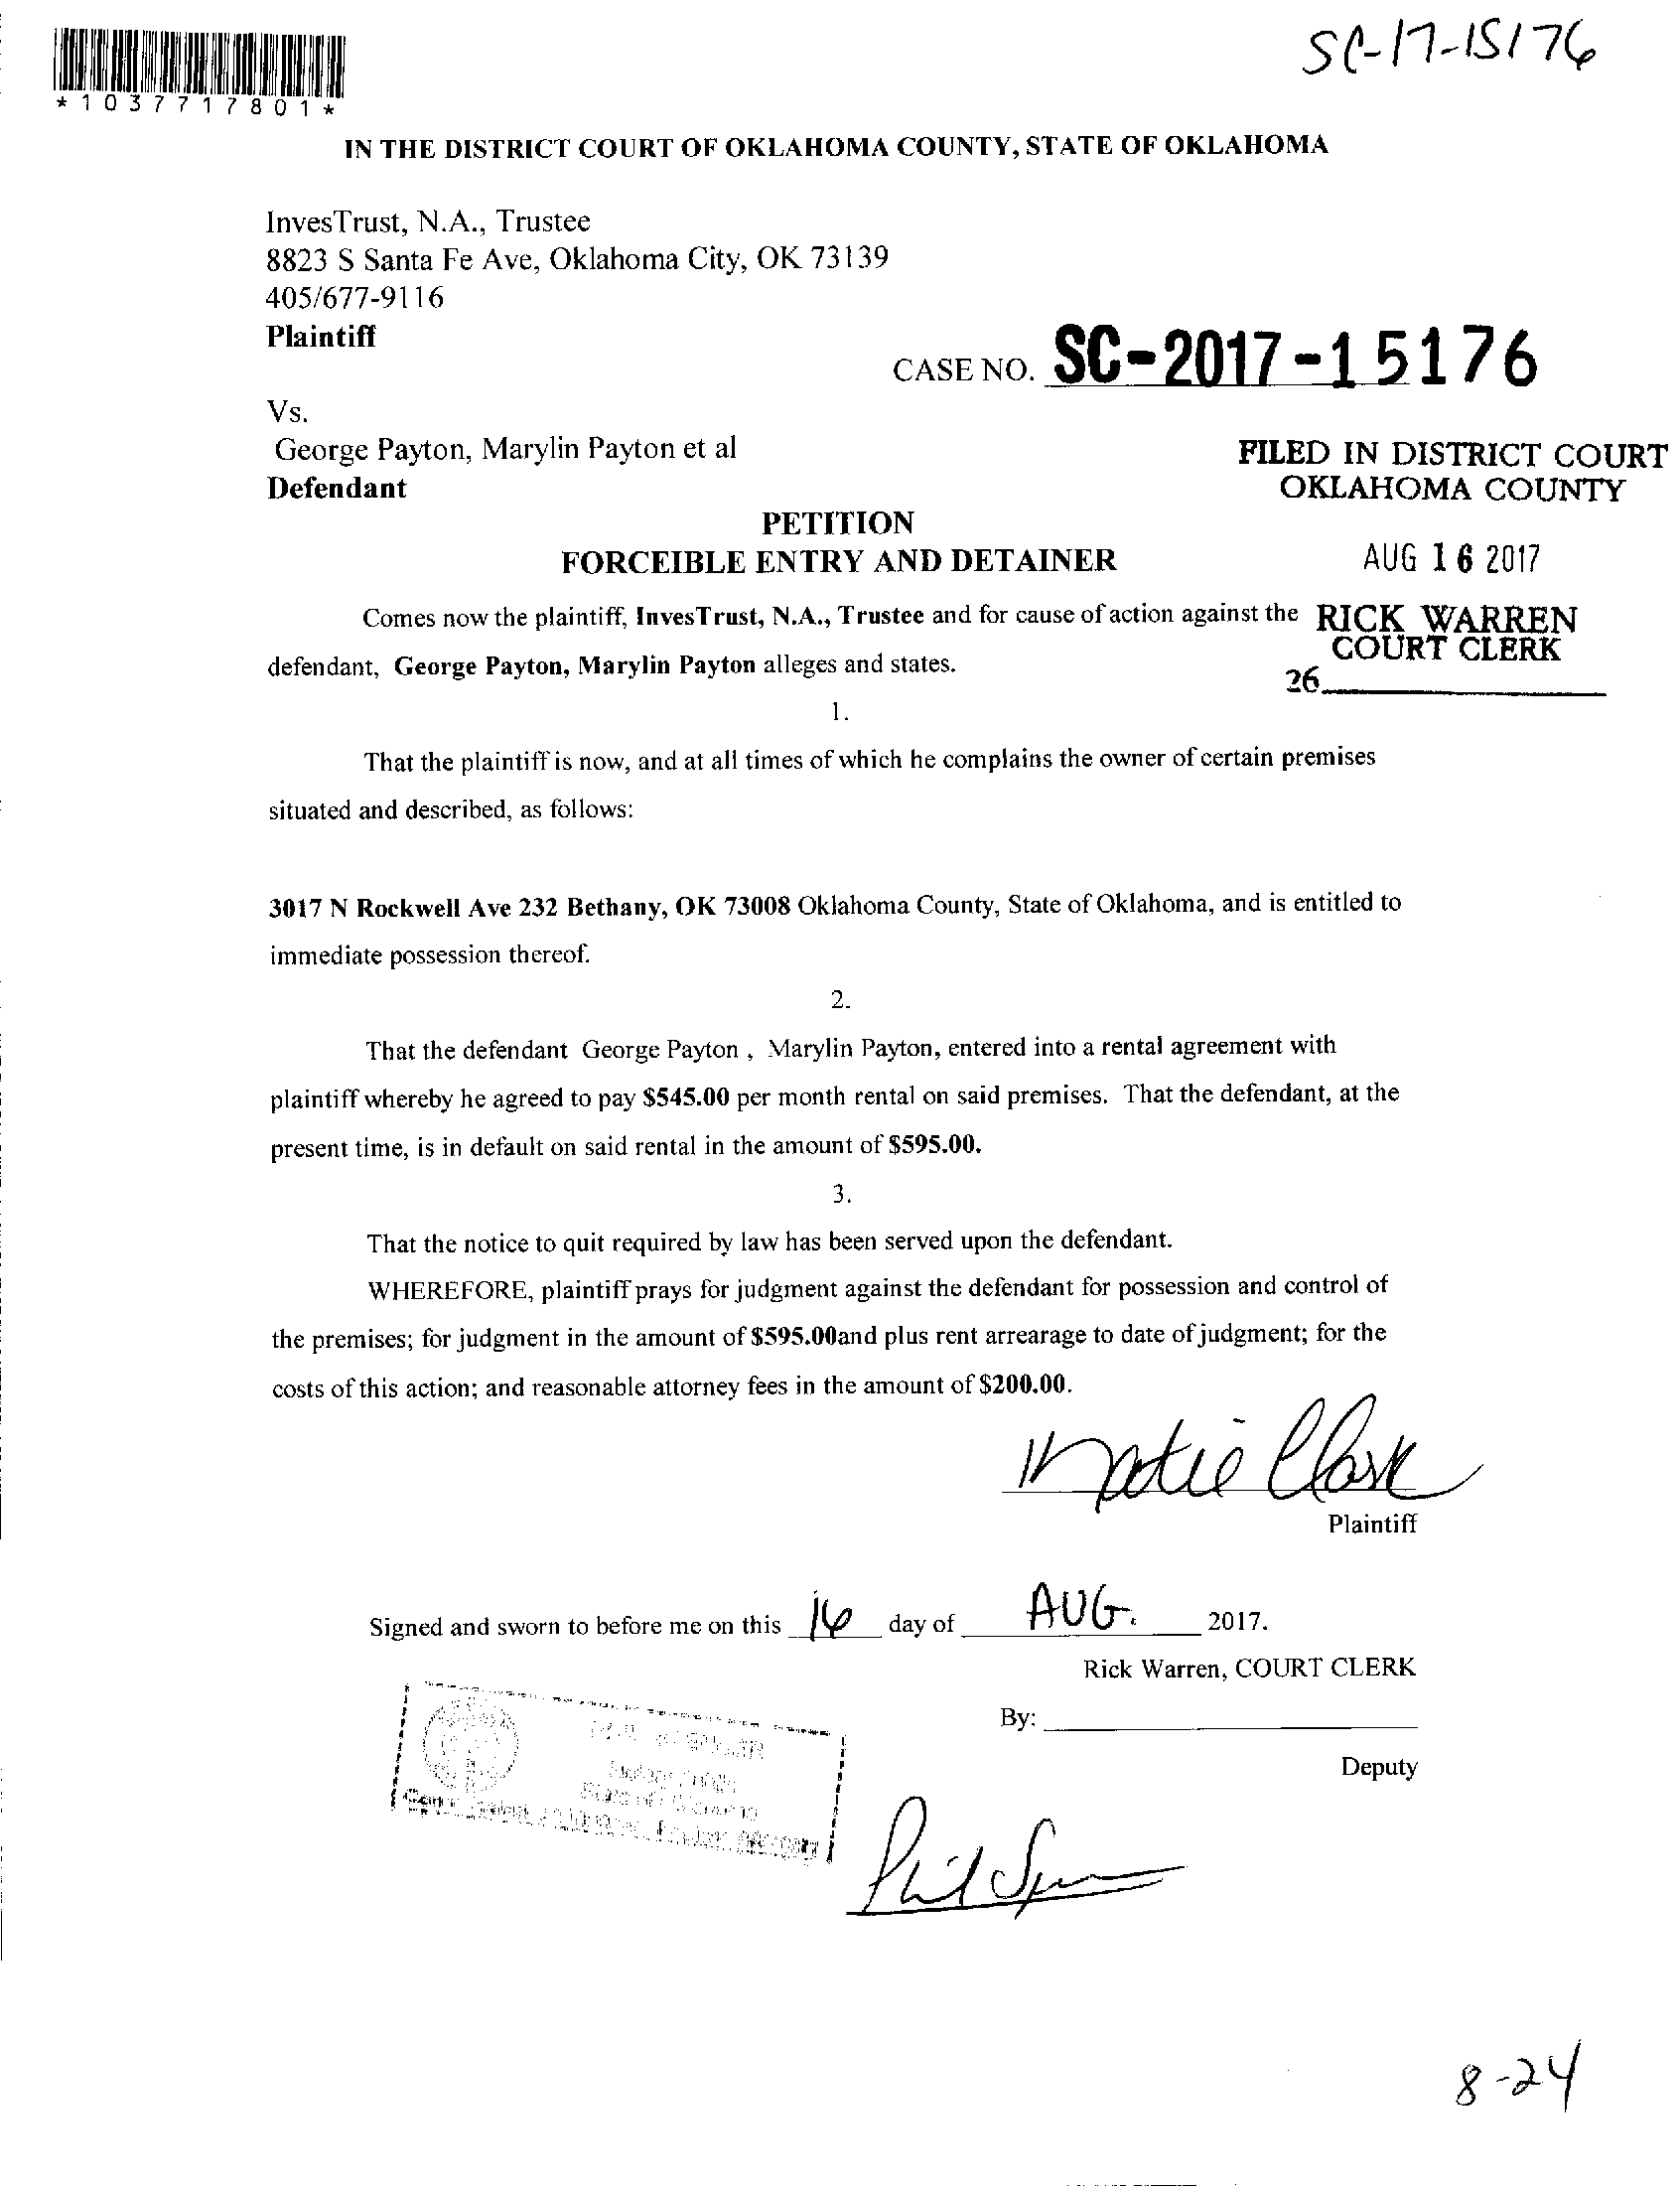 SC-17-15176
*1037717801*
IN THE DISTRICT COURT OF OKLAHOMA COUNTY, STATE OF OKLAHOMA
InvesTrust, N.A., Trustee
8823 S Santa Fe Ave, Oklahoma City, OK 73139
405/677-9116
Plaintiff
CASE NO. SC-2017-15176
Vs.
George Payton, Marylin Payton et al
Defendant
FILED IN DISTRICT COURT
OKLAHOMA COUNTY
PETITION
FORCEIBLE ENTRY AND DETAINER
AUG 16 2017
Comes now the plaintiff, InvesTrust, N.A., Trustee and for cause of action against the
RICK WARREN
COURT CLERK
defendant, George Payton, Marylin Payton alleges and states.
26
1.
That the plaintiff is now, and at all times of which he complains the owner of certain premises
situated and described, as follows:
3017 N Rockwell Ave 232 Bethany, OK 73008 Oklahoma County, State of Oklahoma, and is entitled to
immediate possession thereof.
2.
That the defendant George Payton , Marylin Payton, entered into a rental agreement with
plaintiff whereby he agreed to pay $545.00 per month rental on said premises. That the defendant, at the
present time, is in default on said rental in the amount of $595.00.
3.
That the notice to quit required by law has been served upon the defendant.
WHEREFORE, plaintiff prays for judgment against the defendant for possession and control of
the premises; for judgment in the amount of $595.00and plus rent arrearage to date of judgment; for the
costs of this action; and reasonable attorney fees in the amount of $200.00.
Katie Clark
Plaintiff
Signed and sworn to before me on this 16 day of AUG. 2017.
Rick Warren, COURT CLERK
By:
Deputy
8-24